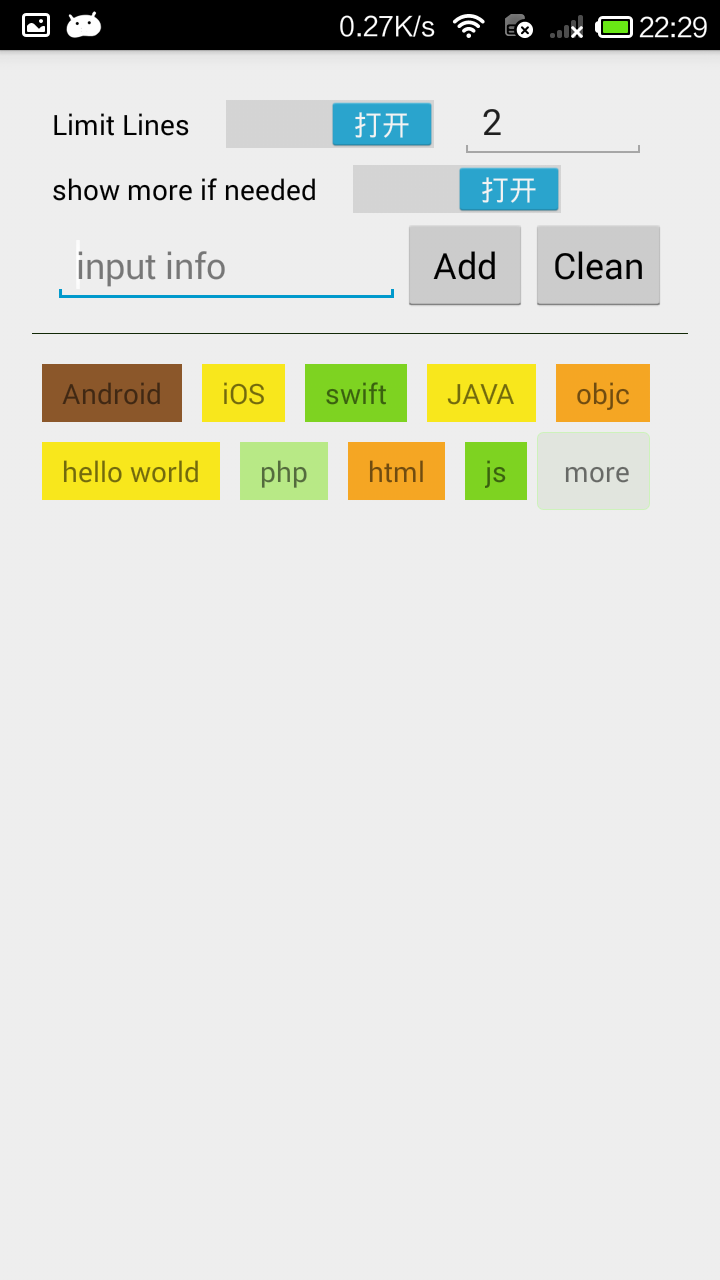 0.27K/s 22:29
Limit Lines 打开 2
show more if needed 打开
input info Add Clean
Android iOS swift JAVA objc
hello world php html js more